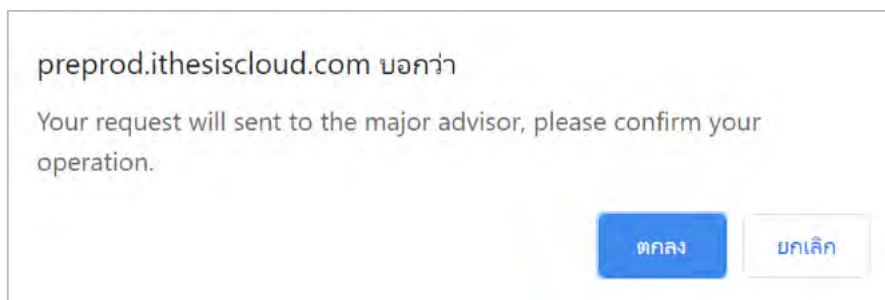 preprod.ithesiscloud.com บอกว่า
Your request will sent to the major advisor, please confirm your
operation.
ตกลง
ยกเลิก